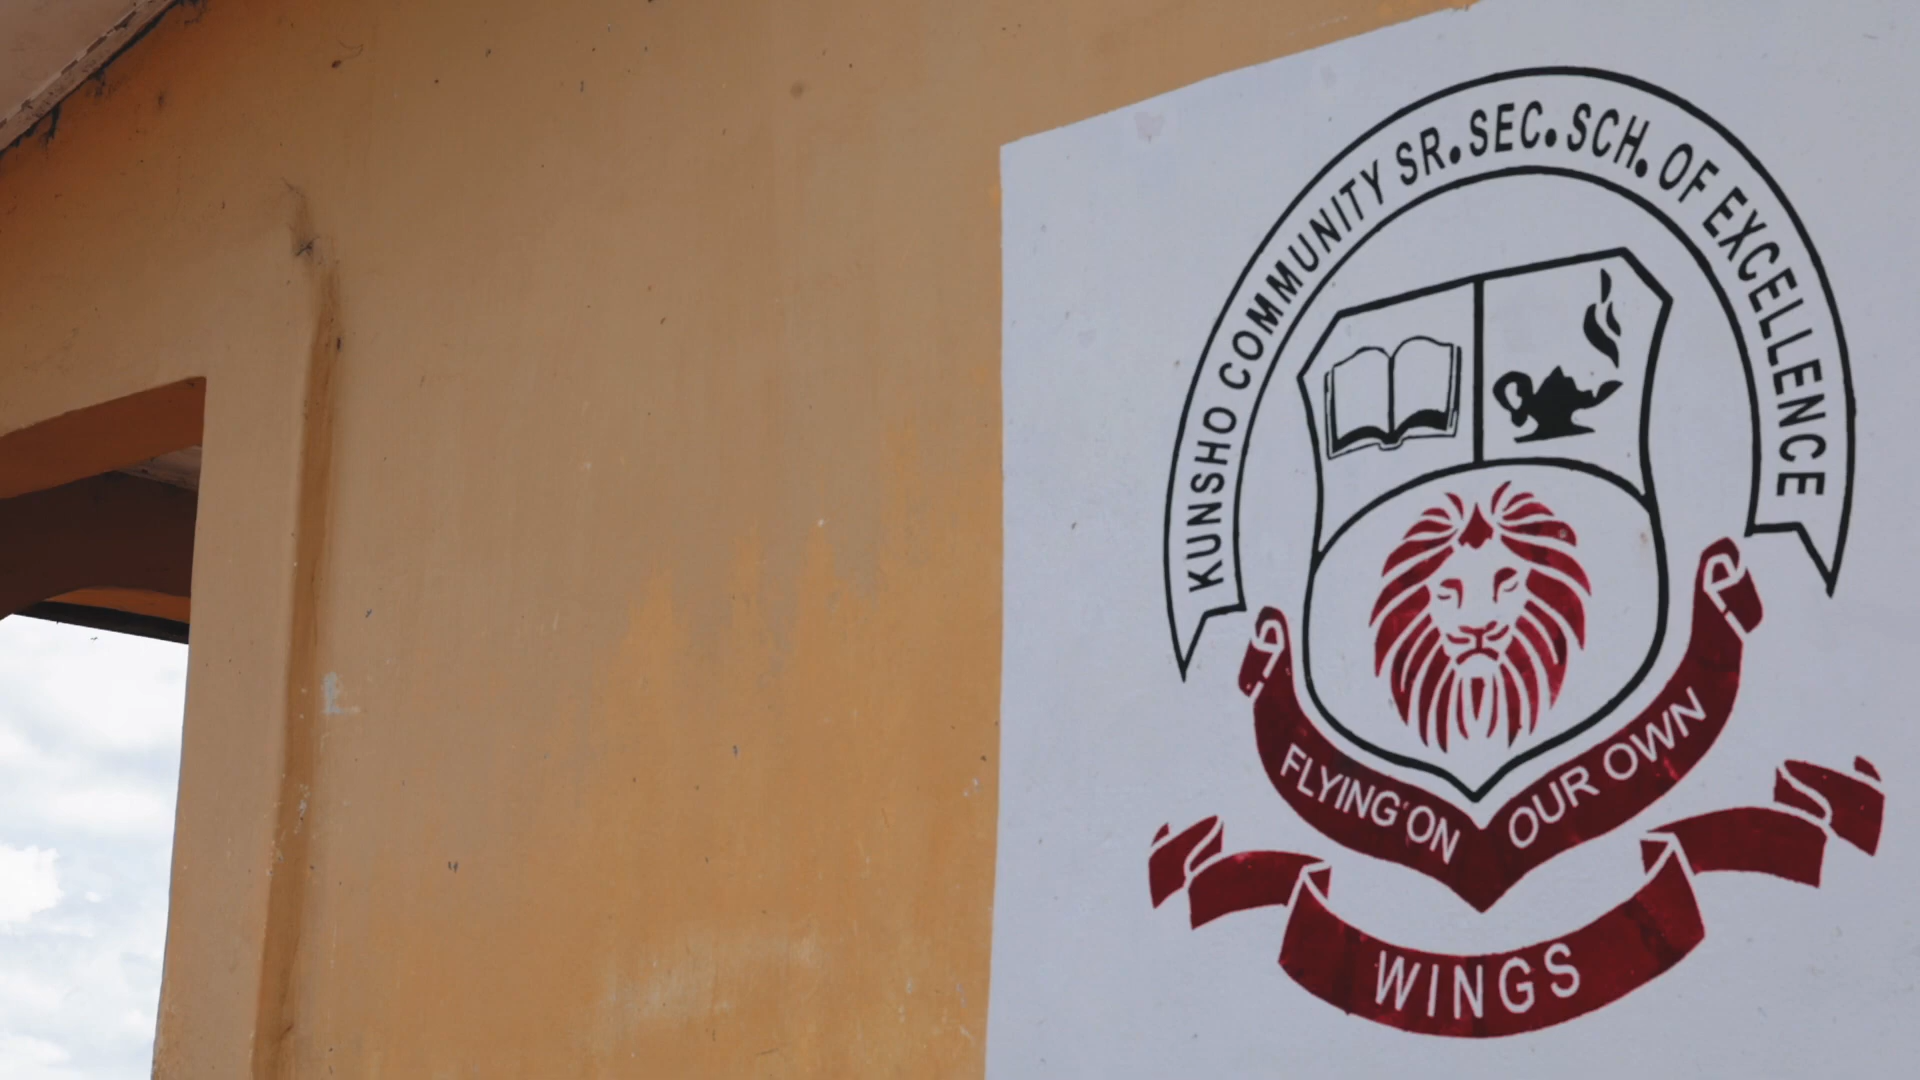 KUNSHO COMMUNITY SR. SEC. SCH. OF EXCELLENCE
FLYING ON OUR OWN
WINGS